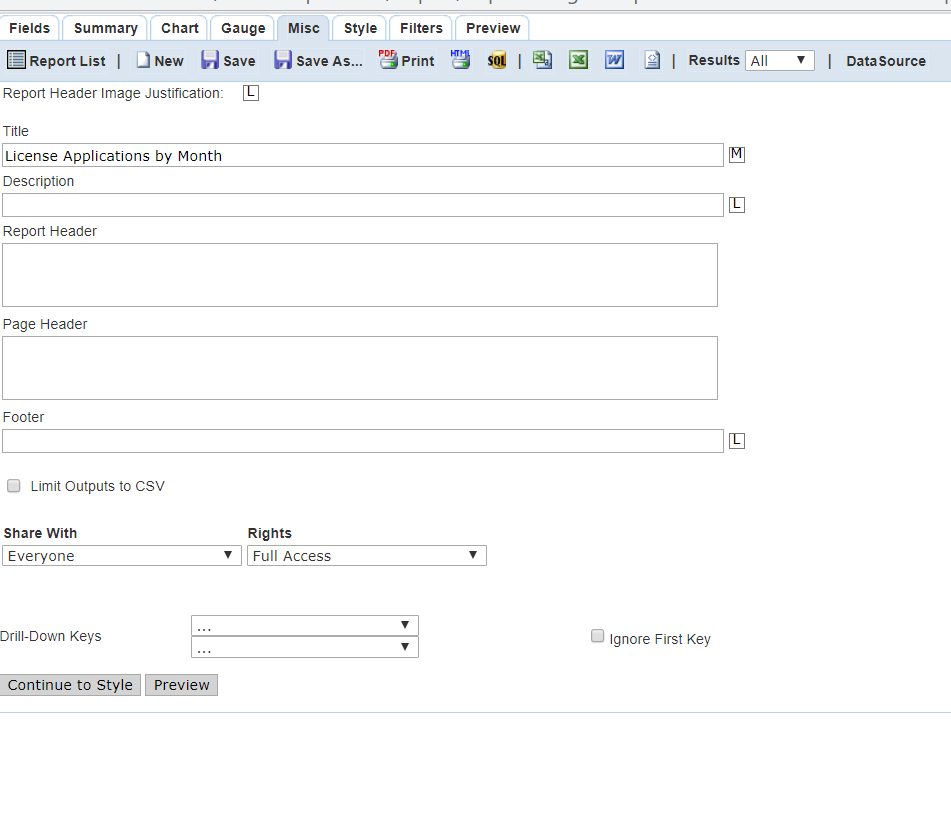 Fields Summary Chart Gauge Misc Style Filters Preview
Report List | New Save Save As... PDF Print HTML SQL | X X W | Results All ▼ | DataSource
Report Header Image Justification: L
Title
License Applications by Month M
Description
L
Report Header
Page Header
Footer
L
Limit Outputs to CSV
Share With Rights
Everyone ▼ Full Access ▼
Drill-Down Keys ... ▼ Ignore First Key
... ▼
Continue to Style Preview